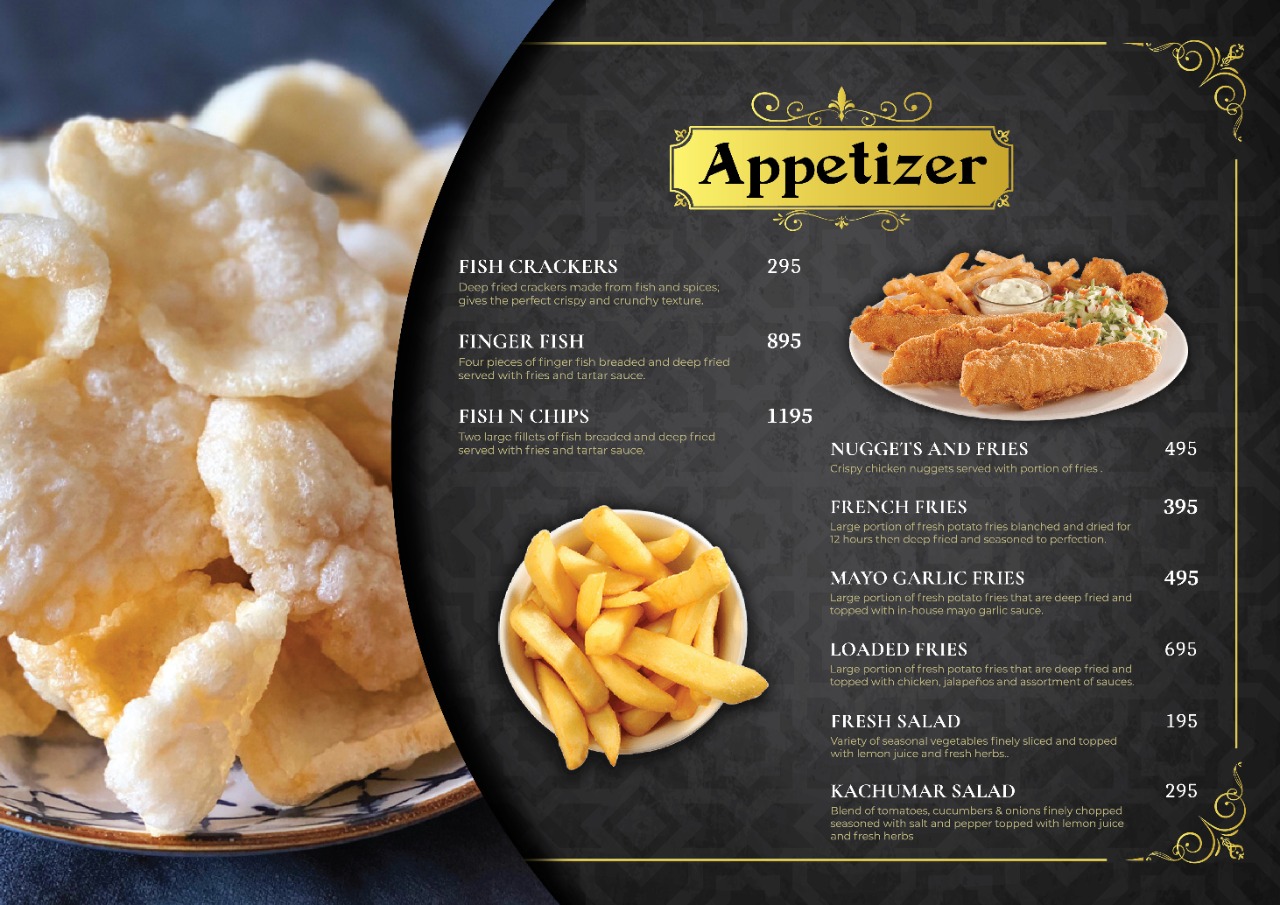 Appetizer
FISH CRACKERS 295
Deep fried crackers made from fish and spices,
gives the perfect crispy and crunchy texture.
FINGER FISH 895
Four pieces of finger fish breaded and deep fried
served with fries and tartar sauce.
FISH N CHIPS 1195
Two large fillets of fish breaded and deep fried
served with fries and tartar sauce.
NUGGETS AND FRIES 495
Crispy chicken nuggets served with portion of fries .
FRENCH FRIES 395
Large portion of fresh potato fries blanched and dried for
12 hours then deep fried and seasoned to perfection.
MAYO GARLIC FRIES 495
Large portion of fresh potato fries that are deep fried and
topped with in-house mayo garlic sauce.
LOADED FRIES 695
Large portion of fresh potato fries that are deep fried and
topped with chicken, jalapeños and assortment of sauces.
FRESH SALAD 195
Variety of seasonal vegetables finely sliced and topped
with lemon juice and fresh herbs..
KACHUMAR SALAD 295
Blend of tomatoes, cucumbers & onions finely chopped
seasoned with salt and pepper topped with lemon juice
and fresh herbs